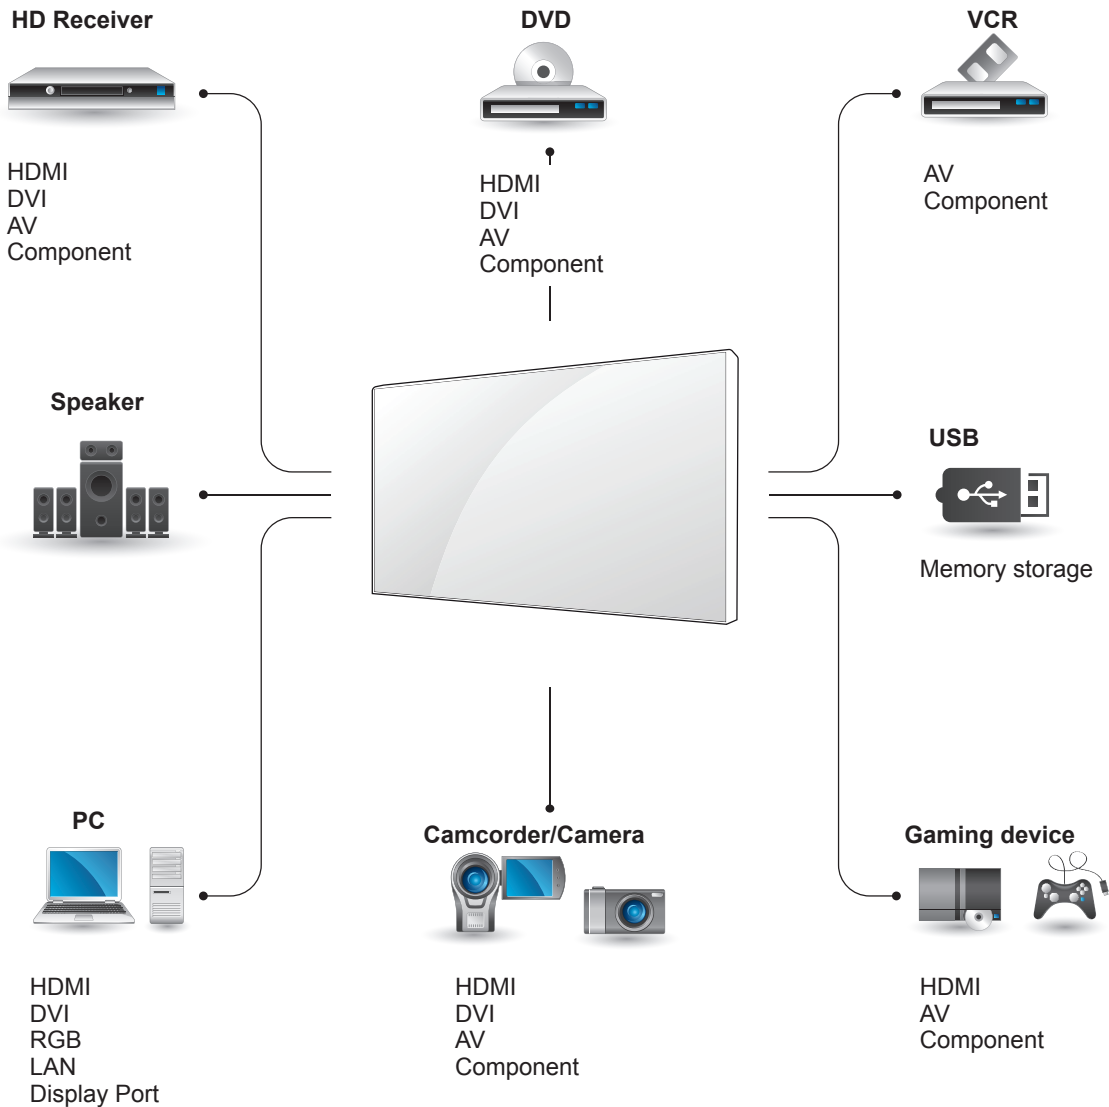 HD Receiver
HDMI
DVI
AV
Component
DVD
HDMI
DVI
AV
Component
VCR
AV
Component
Speaker
USB
Memory storage
PC
HDMI
DVI
RGB
LAN
Display Port
Camcorder/Camera
HDMI
DVI
AV
Component
Gaming device
HDMI
AV
Component